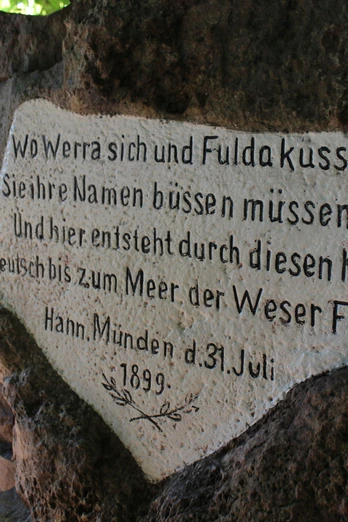 Wo Werra sich und Fulda küss
Sie ihre Namen büssen müssen
Und hier entsteht durch diesen K
eutsch bis zum Meer der Weser F
Hann. Münden d. 31. Juli
1899.